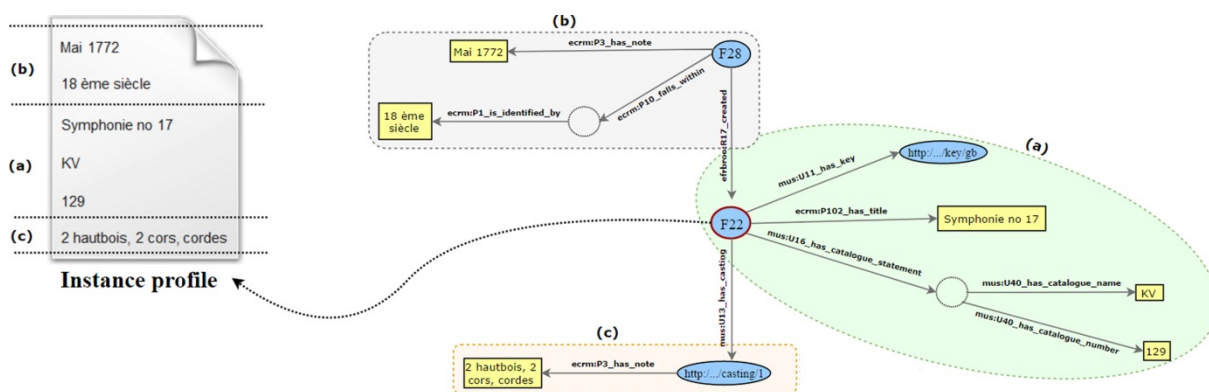 (b)
Mai 1772
18 ème siècle
(a)
Symphonie no 17
KV
129
(c)
2 hautbois, 2 cors, cordes
Instance profile
(b)
ecrm:P3_has_note
Mai 1772
F28
ecrm:P10_falls_within
ecrm:P1_is_identified_by
18 ème
siècle
efrbroo:R17_created
(a)
http:/.../key/gb
mus:U11_has_key
ecrm:P102_has_title
Symphonie no 17
F22
mus:U16_has_catalogue_statement
mus:U40_has_catalogue_name
KV
mus:U40_has_catalogue_number
129
mus:U13_has_casting
(c)
2 hautbois, 2
cors, cordes
ecrm:P3_has_note
http:/.../casting/1